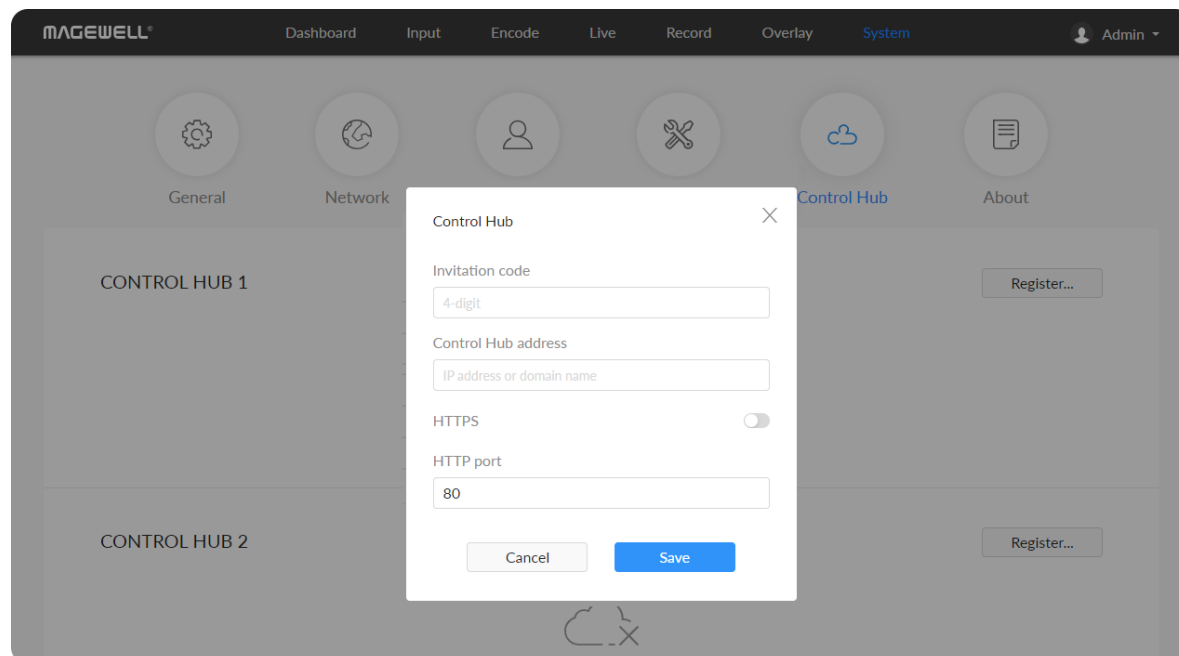 MAGEWELL®
Dashboard Input Encode Live Record Overlay System Admin
General Network Control Hub About
Control Hub
Invitation code
4-digit
Control Hub address
IP address or domain name
HTTPS
HTTP port
80
Cancel Save
CONTROL HUB 1 Register...
CONTROL HUB 2 Register...